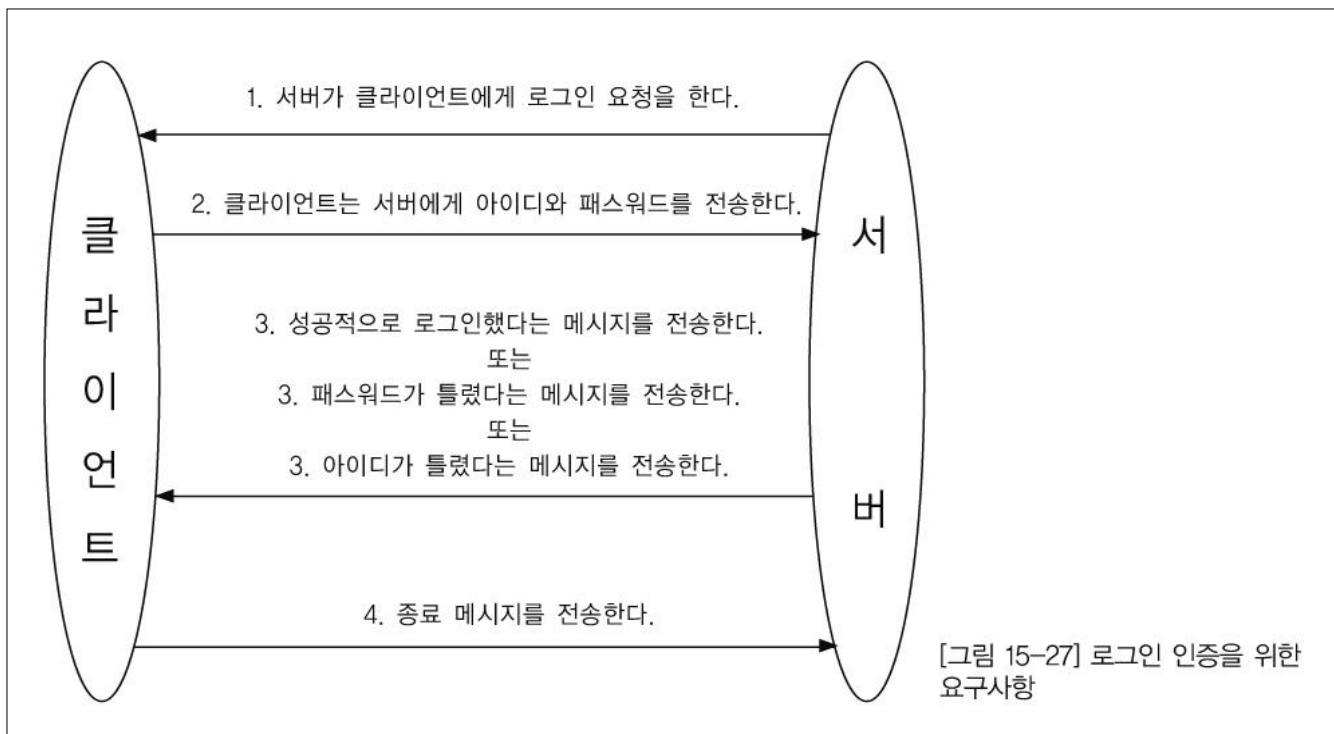 1. 서버가 클라이언트에게 로그인 요청을 한다.
2. 클라이언트는 서버에게 아이디와 패스워드를 전송한다.
클라이언트
서버
3. 성공적으로 로그인했다는 메시지를 전송한다.
또는
3. 패스워드가 틀렸다는 메시지를 전송한다.
또는
3. 아이디가 틀렸다는 메시지를 전송한다.
4. 종료 메시지를 전송한다.
[그림 15-27] 로그인 인증을 위한
요구사항